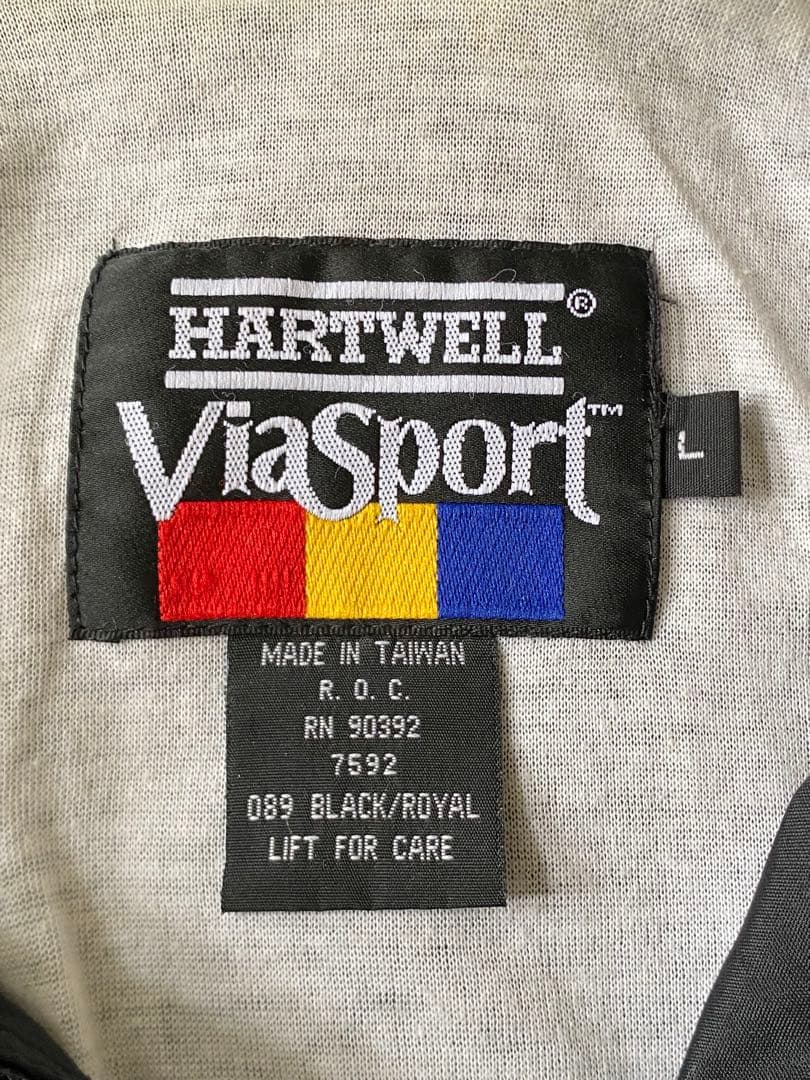 HARTWELL®
ViaSport™
L
MADE IN TAIWAN
R. O. C.
RN 90392
7592
089 BLACK/ROYAL
LIFT FOR CARE